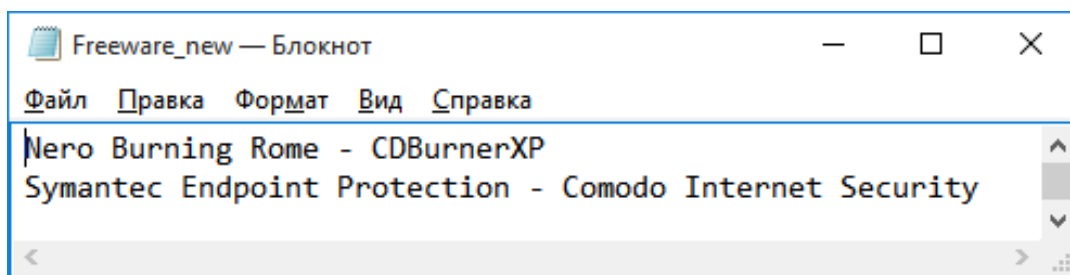 Freeware_new — Блокнот
Файл Правка Формат Вид Справка
Nero Burning Rome - CDBurnerXP
Symantec Endpoint Protection - Comodo Internet Security